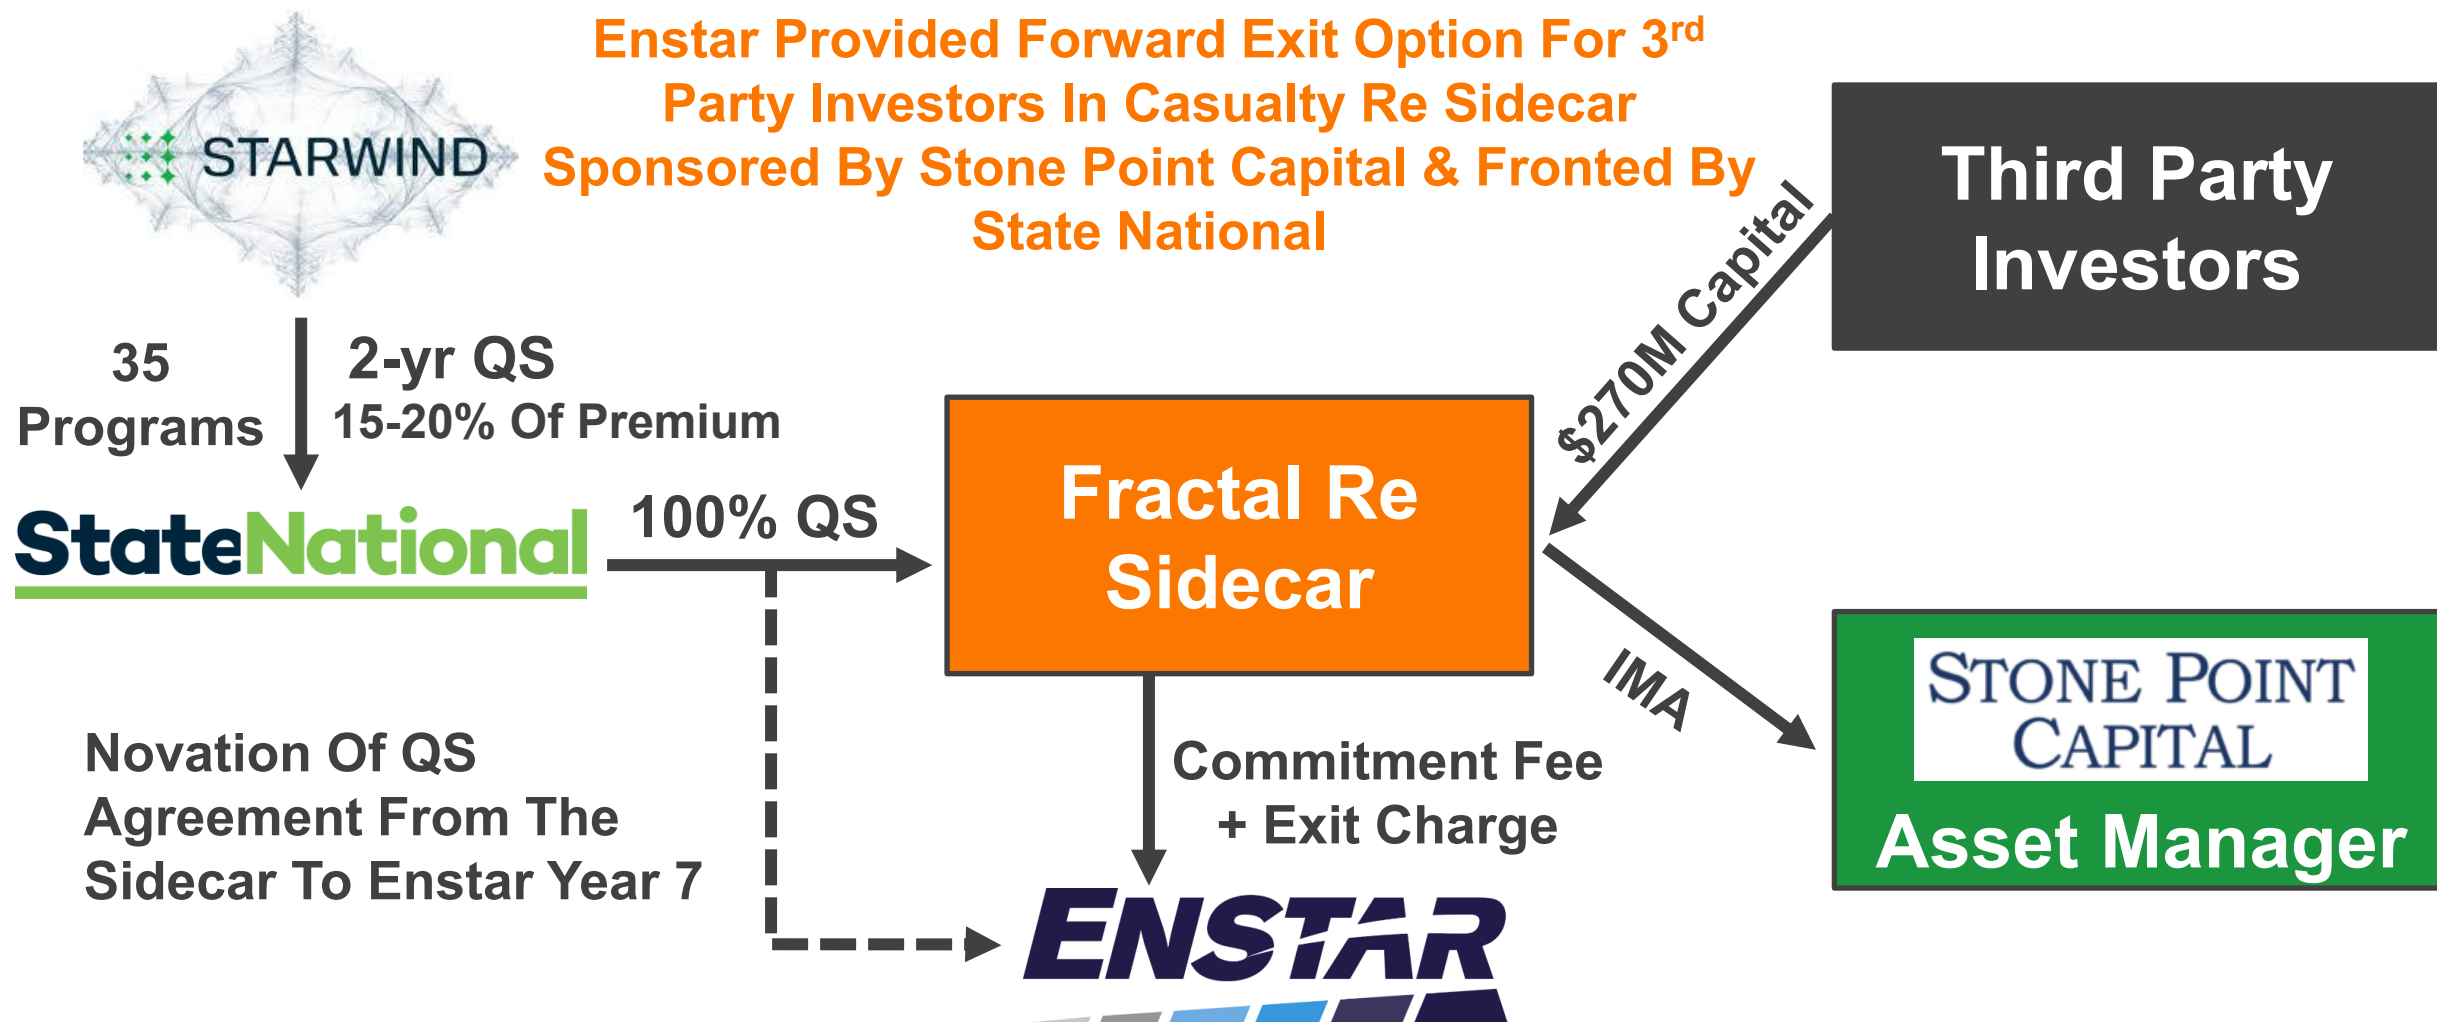 Enstar Provided Forward Exit Option For 3rd
Party Investors In Casualty Re Sidecar
Sponsored By Stone Point Capital & Fronted By
State National
STARWIND
Third Party
Investors
$270M Capital
35
Programs
2-yr QS
15-20% Of Premium
StateNational
100% QS
Fractal Re
Sidecar
IMA
STONE POINT
CAPITAL
Asset Manager
Novation Of QS
Agreement From The
Sidecar To Enstar Year 7
Commitment Fee
+ Exit Charge
ENSTAR